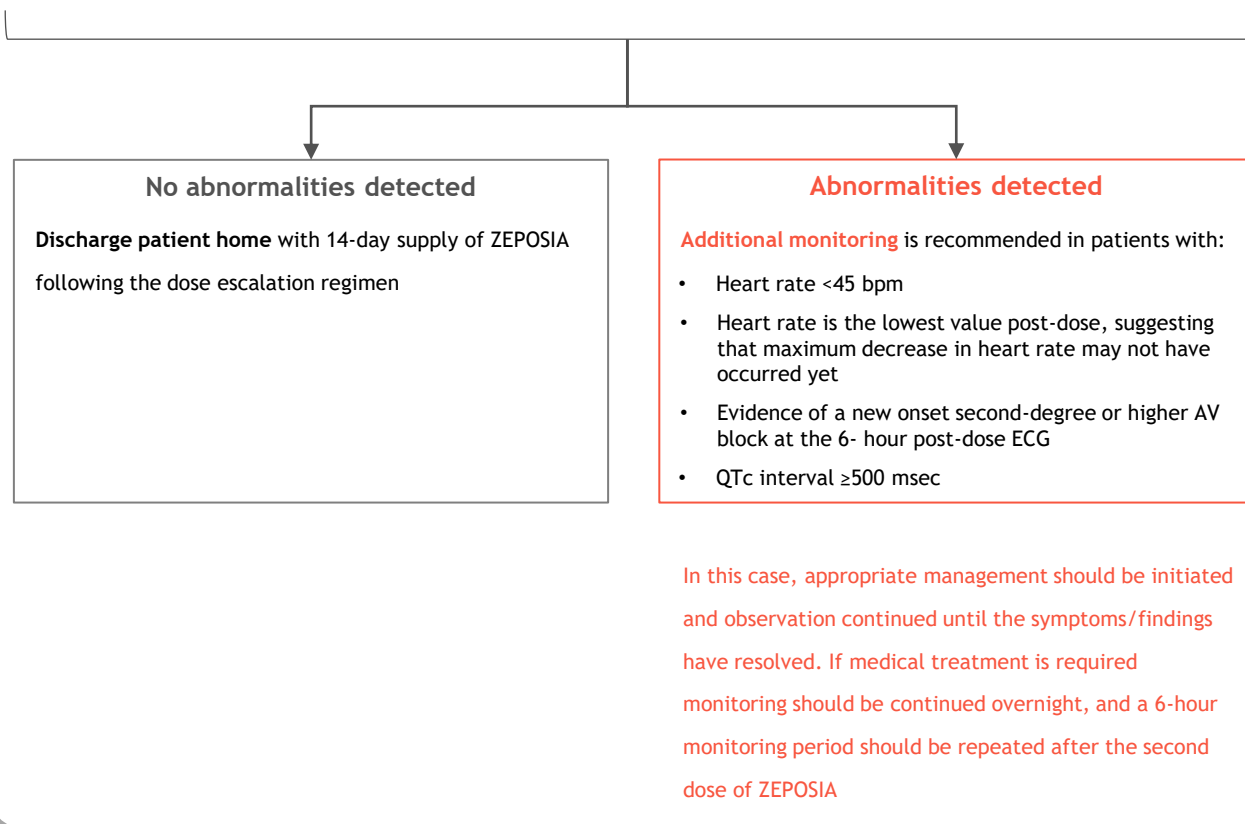 No abnormalities detected
Discharge patient home with 14-day supply of ZEPOSIA
following the dose escalation regimen
Abnormalities detected
Additional monitoring is recommended in patients with:
• Heart rate <45 bpm
• Heart rate is the lowest value post-dose, suggesting
that maximum decrease in heart rate may not have
occurred yet
• Evidence of a new onset second-degree or higher AV
block at the 6- hour post-dose ECG
• QTc interval ≥500 msec
In this case, appropriate management should be initiated
and observation continued until the symptoms/findings
have resolved. If medical treatment is required
monitoring should be continued overnight, and a 6-hour
monitoring period should be repeated after the second
dose of ZEPOSIA